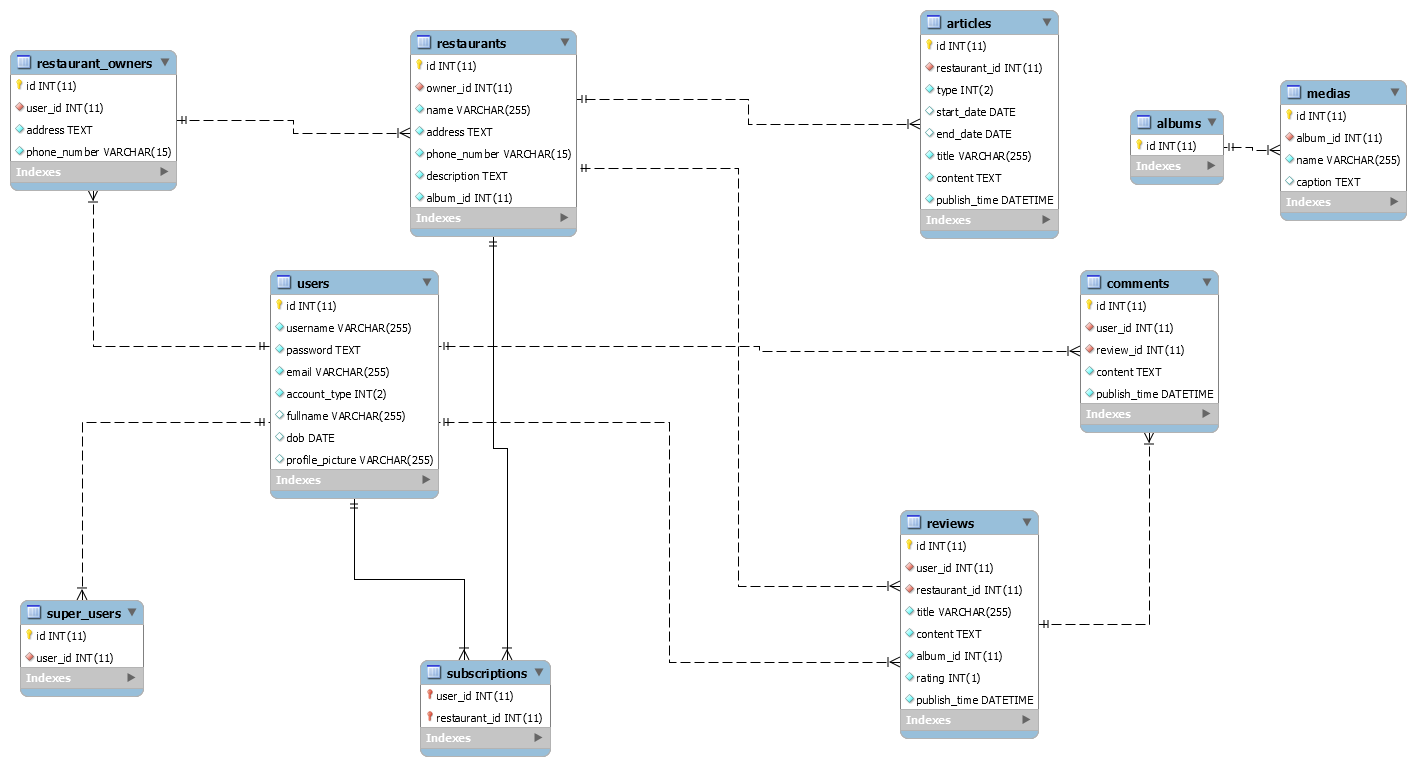 restaurant_owners
id INT(11)
user_id INT(11)
address TEXT
phone_number VARCHAR(15)
Indexes
restaurants
id INT(11)
owner_id INT(11)
name VARCHAR(255)
address TEXT
phone_number VARCHAR(15)
description TEXT
album_id INT(11)
Indexes
articles
id INT(11)
restaurant_id INT(11)
type INT(2)
start_date DATE
end_date DATE
title VARCHAR(255)
content TEXT
publish_time DATETIME
Indexes
albums
id INT(11)
Indexes
medias
id INT(11)
album_id INT(11)
name VARCHAR(255)
caption TEXT
Indexes
users
id INT(11)
username VARCHAR(255)
password TEXT
email VARCHAR(255)
account_type INT(2)
fullname VARCHAR(255)
dob DATE
profile_picture VARCHAR(255)
Indexes
comments
id INT(11)
user_id INT(11)
review_id INT(11)
content TEXT
publish_time DATETIME
Indexes
super_users
id INT(11)
user_id INT(11)
Indexes
subscriptions
user_id INT(11)
restaurant_id INT(11)
Indexes
reviews
id INT(11)
user_id INT(11)
restaurant_id INT(11)
title VARCHAR(255)
content TEXT
album_id INT(11)
rating INT(1)
publish_time DATETIME
Indexes